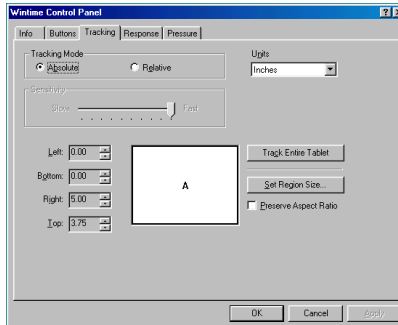 Wintime Control Panel
Info Buttons Tracking Response Pressure
Tracking Mode
Absolute Relative
Units
Inches
Sensitivity
Slow Fast
Left: 0.00
Bottom: 0.00
Right: 5.00
Top: 3.75
A
Track Entire Tablet
Set Region Size...
Preserve Aspect Ratio
OK Cancel Apply